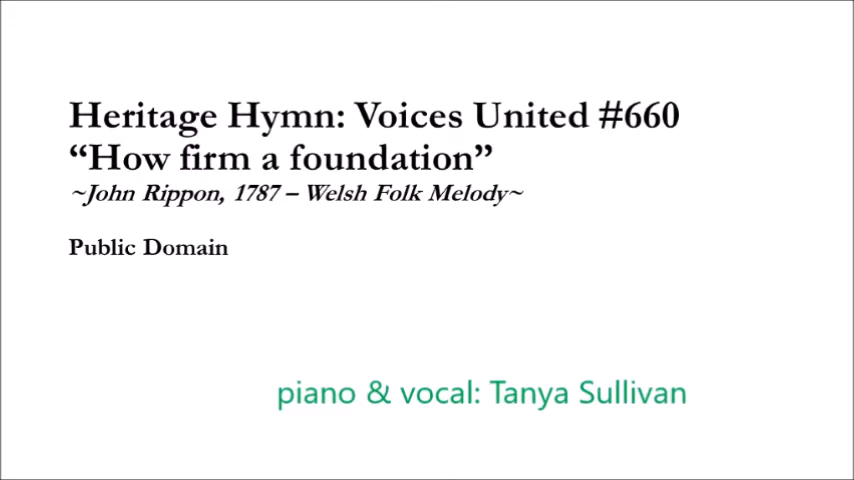 Heritage Hymn: Voices United #660
“How firm a foundation”
~John Rippon, 1787 – Welsh Folk Melody~
Public Domain
piano & vocal: Tanya Sullivan